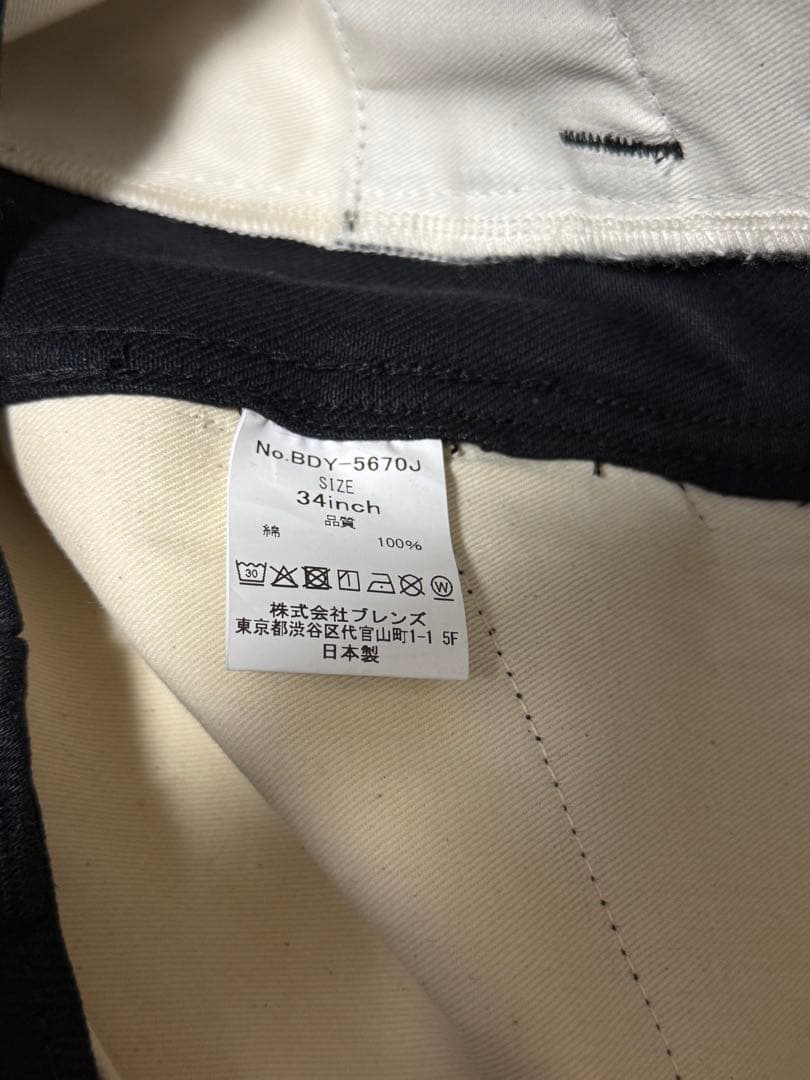 No.BDY-5670J
SIZE
34inch
品質
綿 100%
30 W
株式会社ブレンズ
東京都渋谷区代官山町1-1 5F
日本製